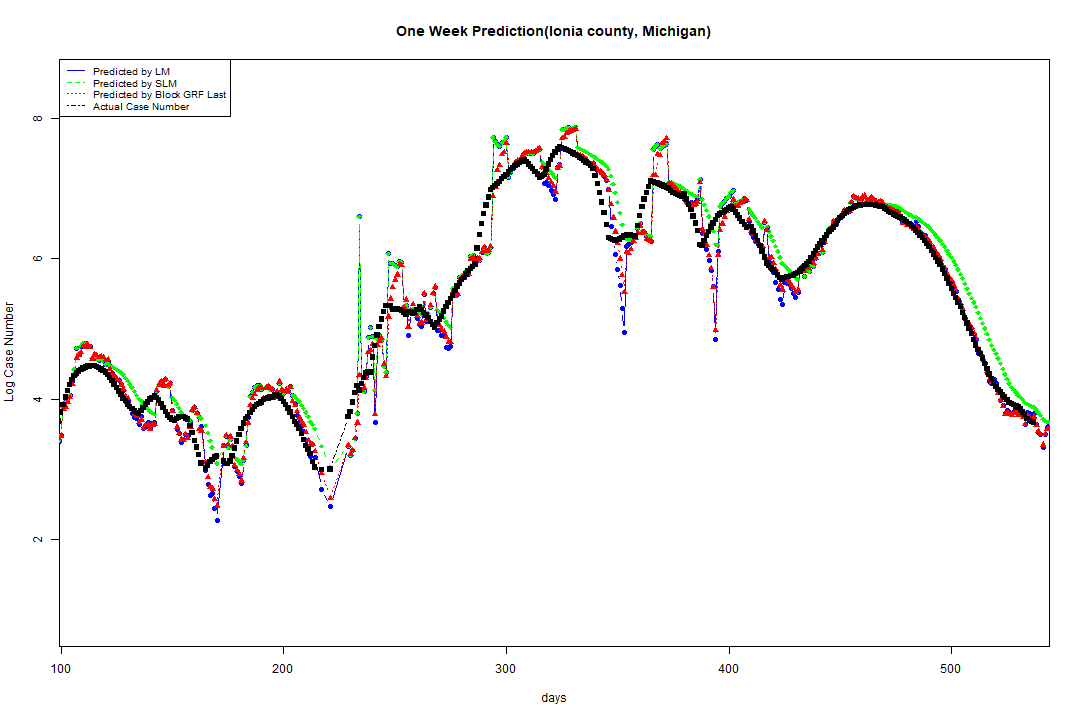 One Week Prediction(Ionia county, Michigan)
Predicted by LM
Predicted by SLM
Predicted by Block GRF Last
Actual Case Number
8
6
4
2
Log Case Number
100 200 300 400 500
days